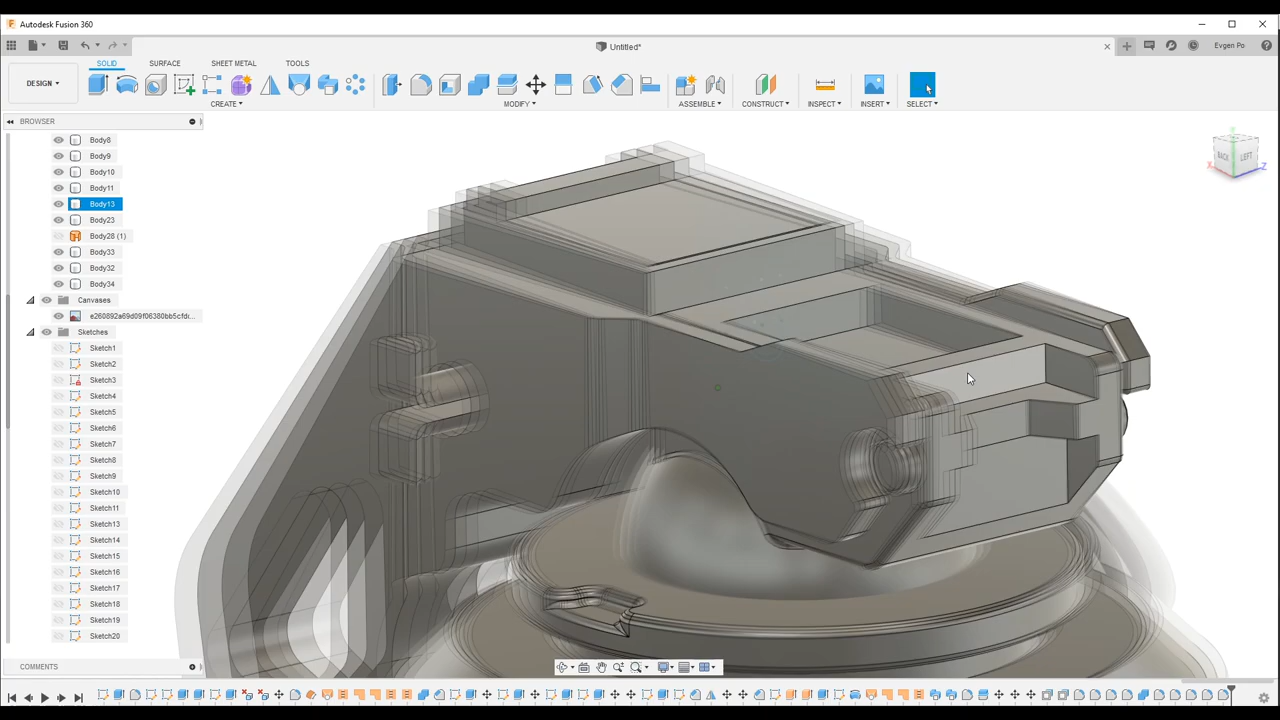 Autodesk Fusion 360
Untitled*
Evgen Po
DESIGN
SOLID SURFACE SHEET METAL TOOLS
CREATE MODIFY ASSEMBLE CONSTRUCT INSPECT INSERT SELECT
BROWSER
Body8
Body9
Body10
Body11
Body13
Body23
Body28 (1)
Body33
Body32
Body34
Canvases
e260892a69d09f06380bb5cfdc...
Sketches
Sketch1
Sketch2
Sketch3
Sketch4
Sketch5
Sketch6
Sketch7
Sketch8
Sketch9
Sketch10
Sketch11
Sketch13
Sketch14
Sketch15
Sketch16
Sketch17
Sketch18
Sketch19
Sketch20
BACK LEFT
X Z
COMMENTS